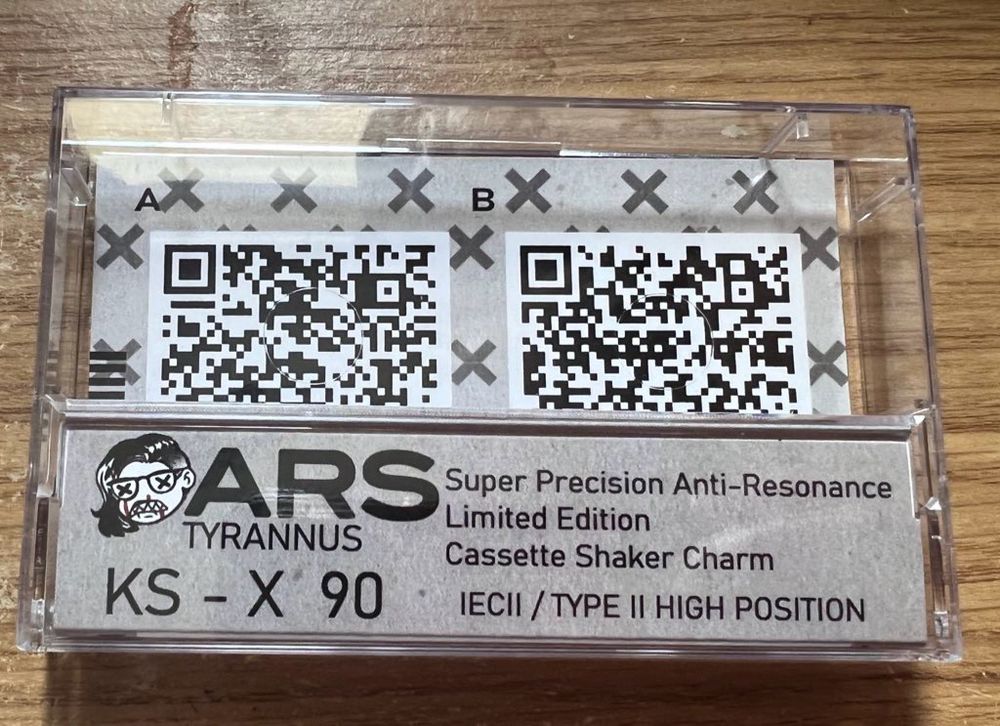 A
B
ARS
TYRANNUS
KS - X 90
Super Precision Anti-Resonance
Limited Edition
Cassette Shaker Charm
IECII / TYPE II HIGH POSITION